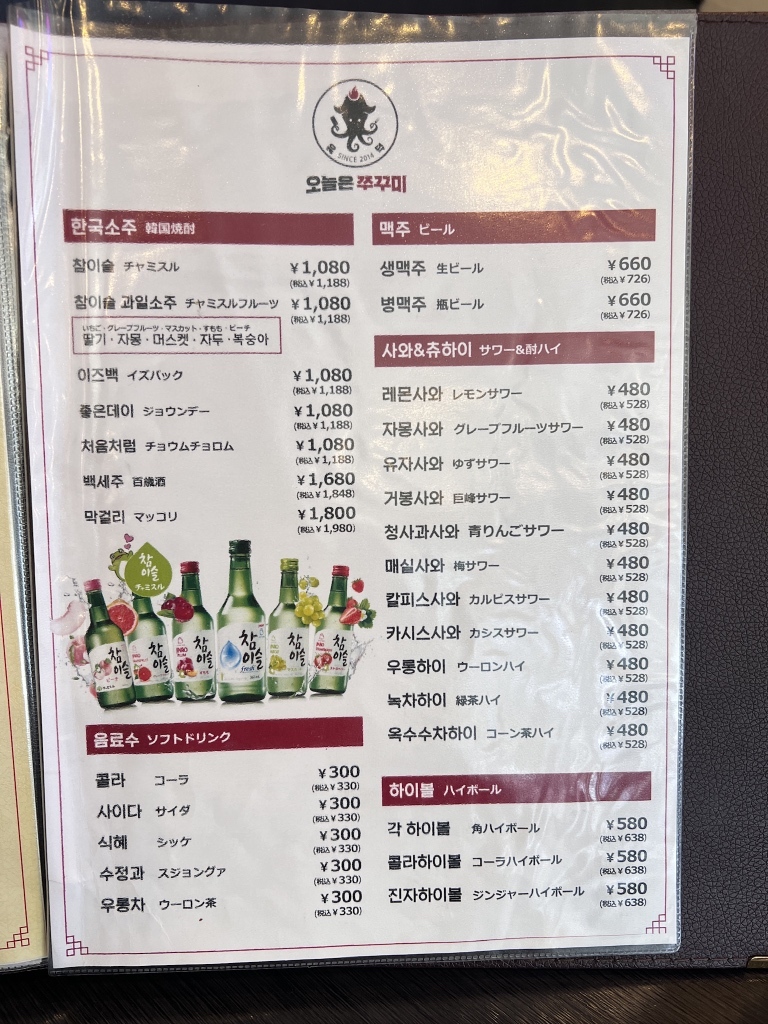 SINCE 2014
오늘은 쭈꾸미
한국소주 韓国焼酎
참이슬 チャミスル ¥1,080
(税込¥1,188)
참이슬 과일소주 チャミスルフルーツ ¥1,080
(税込¥1,188)
いちご・グレープフルーツ・マスカット・すもも・ピーチ
딸기・자몽・머스켓・자두・복숭아
이즈백 イズバック ¥1,080
(税込¥1,188)
좋은데이 ジョウンデー ¥1,080
(税込¥1,188)
처음처럼 チョウムチョロム ¥1,080
(税込¥1,188)
백세주 百歳酒 ¥1,680
(税込¥1,848)
막걸리 マッコリ ¥1,800
(税込¥1,980)
참이슬
チャミスル
참이슬
참이슬
참이슬
참이슬
fresh
참이슬
참이슬
음료수 ソフトドリンク
콜라 コーラ ¥300
(税込¥330)
사이다 サイダ ¥300
(税込¥330)
식혜 シッケ ¥300
(税込¥330)
수정과 スジョングァ ¥300
(税込¥330)
우롱차 ウーロン茶 ¥300
(税込¥330)
맥주 ビール
생맥주 生ビール ¥660
(税込¥726)
병맥주 瓶ビール ¥660
(税込¥726)
사와&츄하이 サワー&酎ハイ
레몬사와 レモンサワー ¥480
(税込¥528)
자몽사와 グレープフルーツサワー ¥480
(税込¥528)
유자사와 ゆずサワー ¥480
(税込¥528)
거봉사와 巨峰サワー ¥480
(税込¥528)
청사과사와 青りんごサワー ¥480
(税込¥528)
매실사와 梅サワー ¥480
(税込¥528)
칼피스사와 カルピスサワー ¥480
(税込¥528)
카시스사와 カシスサワー ¥480
(税込¥528)
우롱하이 ウーロンハイ ¥480
(税込¥528)
녹차하이 緑茶ハイ ¥480
(税込¥528)
옥수수차하이 コーン茶ハイ ¥480
(税込¥528)
하이볼 ハイボール
각 하이볼 角ハイボール ¥580
(税込¥638)
콜라하이볼 コーラハイボール ¥580
(税込¥638)
진자하이볼 ジンジャーハイボール ¥580
(税込¥638)